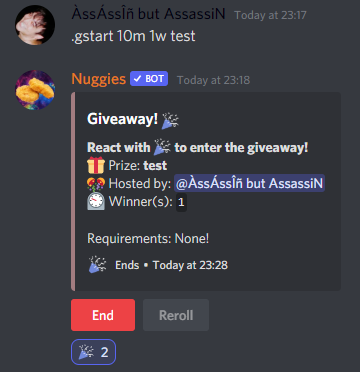 ÀssÁssÎñ but AssassiN Today at 23:17
.gstart 10m 1w test
Nuggies ✓ BOT Today at 23:18
Giveaway! 🎉
React with 🎉 to enter the giveaway!
🎁 Prize: test
🎊 Hosted by: @ÀssÁssÎñ but AssassiN
🕰 Winner(s): 1
Requirements: None!
🎉 Ends • Today at 23:28
End Reroll
🎉 2